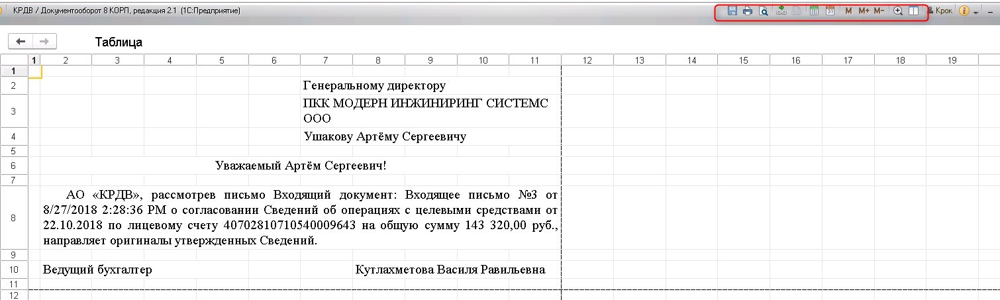 КРДВ / Документооборот 8 КОРП, редакция 2.1 (1С:Предприятие)
31 M M+ M- Крок
Таблица
1 2 3 4 5 6 7 8 9 10 11 12 13 14 15 16 17 18 19
1
2 Генеральному директору
3 ПКК МОДЕРН ИНЖИНИРИНГ СИСТЕМС
ООО
4 Ушакову Артёму Сергеевичу
5
6 Уважаемый Артём Сергеевич!
7
АО «КРДВ», рассмотрев письмо Входящий документ: Входящее письмо №3 от
8/27/2018 2:28:36 PM о согласовании Сведений об операциях с целевыми средствами от
8 22.10.2018 по лицевому счету 40702810710540009643 на общую сумму 143 320,00 руб.,
направляет оригиналы утвержденных Сведений.
9
10 Ведущий бухгалтер Кутлахметова Василя Равильевна
11
12